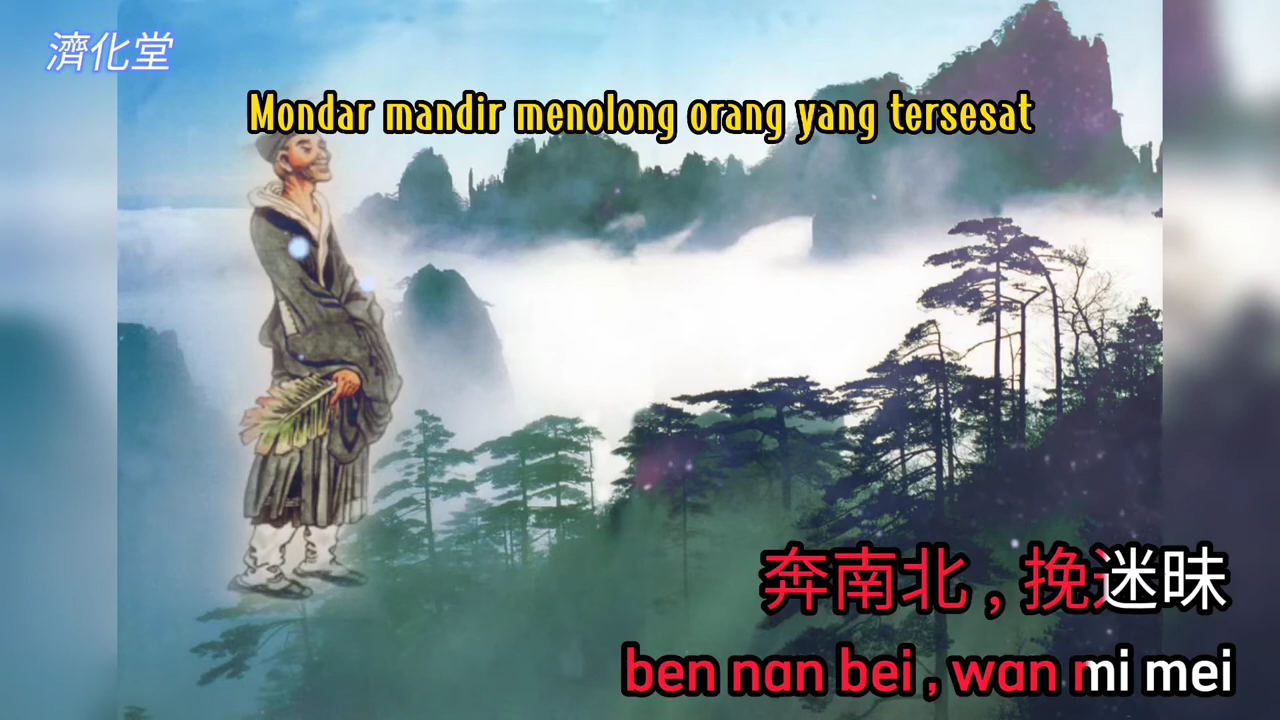 濟化堂
Mondar mandir menolong orang yang tersesat
奔南北 , 挽迷昧
ben nan bei , wan mi mei